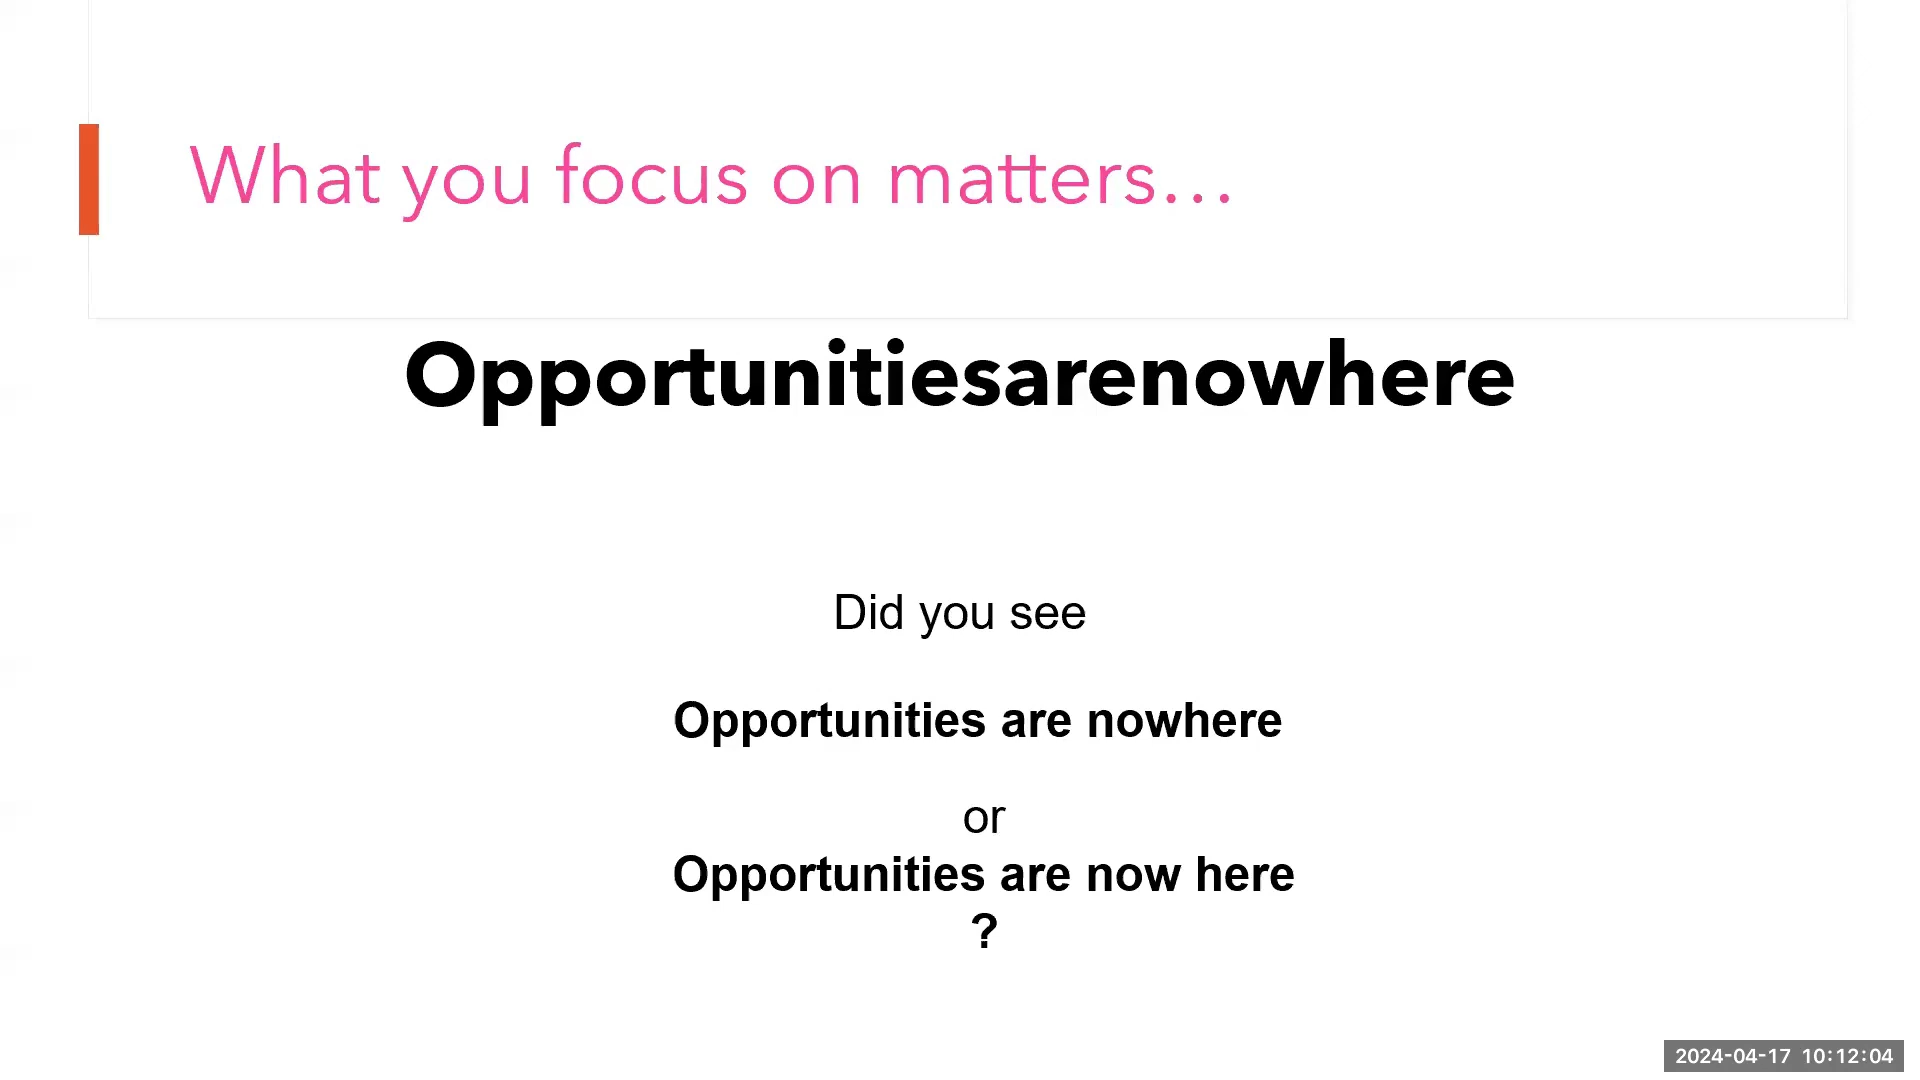 What you focus on matters...
Opportunitiesarenowhere
Did you see
Opportunities are nowhere
or
Opportunities are now here
?
2024-04-17 10:12:04